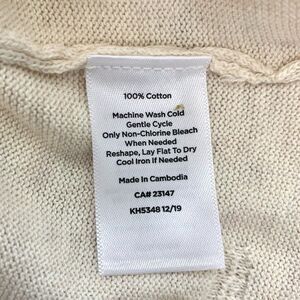 100% Cotton
Machine Wash Cold
Gentle Cycle
Only Non-Chlorine Bleach
When Needed
Reshape, Lay Flat To Dry
Cool Iron If Needed
Made In Cambodia
CA# 23147
KH5348 12/19